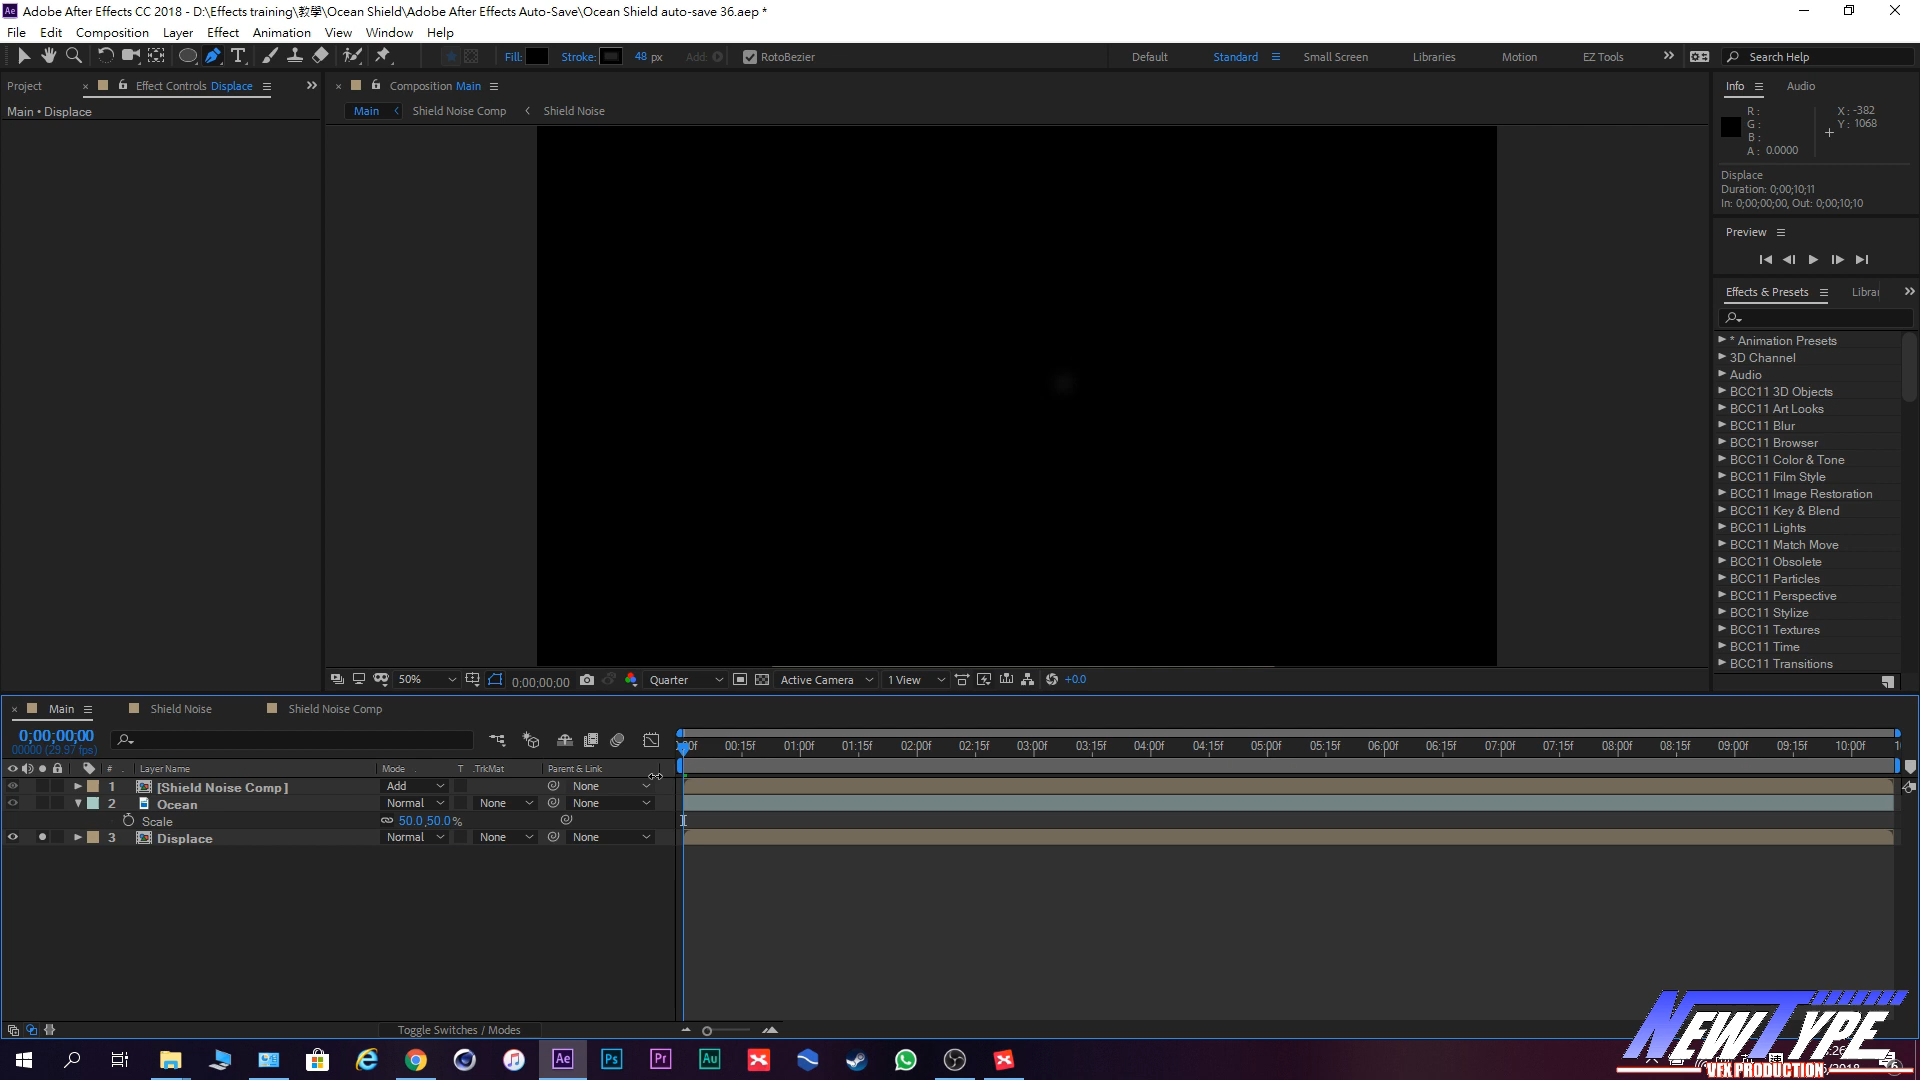 Adobe After Effects CC 2018 - D:\Effects training\教學\Ocean Shield\Adobe After Effects Auto-Save\Ocean Shield auto-save 36.aep *
File Edit Composition Layer Effect Animation View Window Help
Fill: Stroke: 48 px Add: RotoBezier Default Standard Small Screen Libraries Motion EZ Tools Search Help
Project Effect Controls Displace
Main • Displace
Composition Main
Main Shield Noise Comp Shield Noise
Info Audio
R: X: -382
G: Y: 1068
B:
A: 0.0000
Displace
Duration: 0;00;10;11
In: 0;00;00;00, Out: 0;00;10;10
Preview
Effects & Presets Librar
* Animation Presets
3D Channel
Audio
BCC11 3D Objects
BCC11 Art Looks
BCC11 Blur
BCC11 Browser
BCC11 Color & Tone
BCC11 Film Style
BCC11 Image Restoration
BCC11 Key & Blend
BCC11 Lights
BCC11 Match Move
BCC11 Obsolete
BCC11 Particles
BCC11 Perspective
BCC11 Stylize
BCC11 Textures
BCC11 Time
BCC11 Transitions
50% 0;00;00;00 Quarter Active Camera 1 View +0.0
Main Shield Noise Shield Noise Comp
0;00;00;00
00000 (29.97 fps)
00:15f 01:00f 01:15f 02:00f 02:15f 03:00f 03:15f 04:00f 04:15f 05:00f 05:15f 06:00f 06:15f 07:00f 07:15f 08:00f 08:15f 09:00f 09:15f 10:00f
# Layer Name Mode T .TrkMat Parent & Link
1 [Shield Noise Comp] Add None
2 Ocean Normal None None
Scale 50.0,50.0%
3 Displace Normal None None
Toggle Switches / Modes
Ae Ps Pr Au
NEWTYPE
VFX PRODUCTION